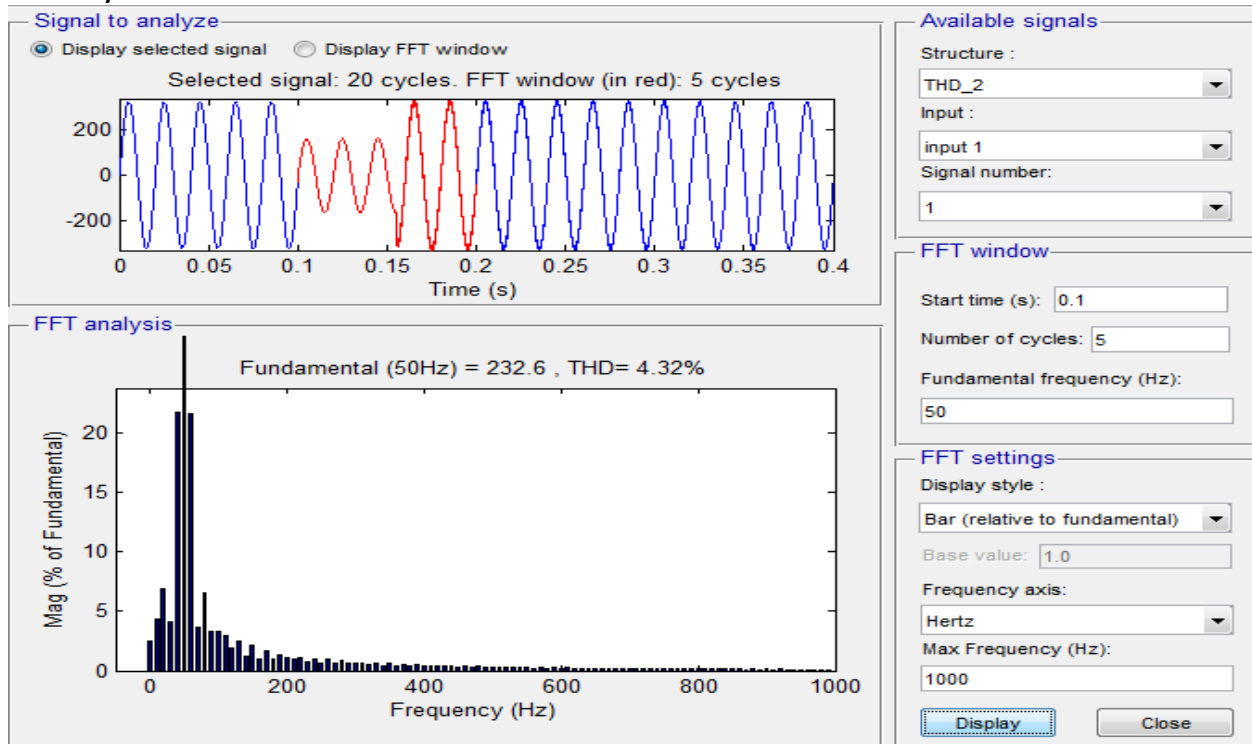 Signal to analyze
Display selected signal Display FFT window
Selected signal: 20 cycles. FFT window (in red): 5 cycles
200
0
-200
0 0.05 0.1 0.15 0.2 0.25 0.3 0.35 0.4
Time (s)
FFT analysis
Fundamental (50Hz) = 232.6 , THD= 4.32%
Mag (% of Fundamental)
20
15
10
5
0
0 200 400 600 800 1000
Frequency (Hz)
Available signals
Structure :
THD_2
Input :
input 1
Signal number:
1
FFT window
Start time (s): 0.1
Number of cycles: 5
Fundamental frequency (Hz):
50
FFT settings
Display style :
Bar (relative to fundamental)
Base value: 1.0
Frequency axis:
Hertz
Max Frequency (Hz):
1000
Display Close